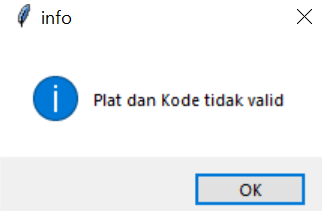 info
Plat dan Kode tidak valid
OK